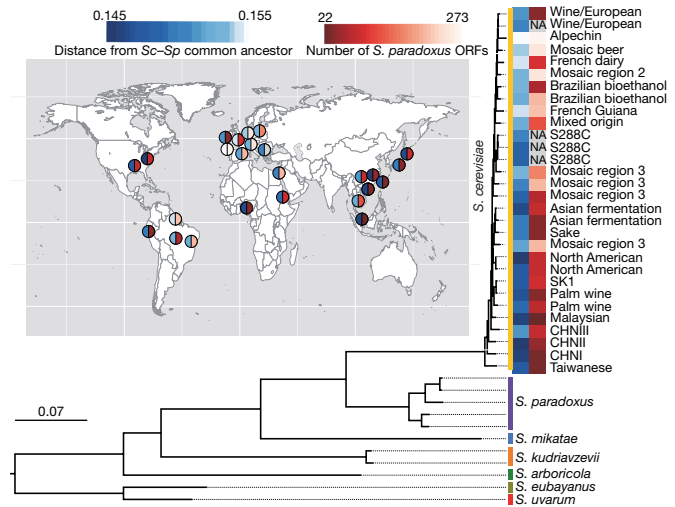 0.145
0.155
22
273
Distance from Sc–Sp common ancestor
Number of S. paradoxus ORFs
S. cerevisiae
Wine/European
NA Wine/European
Alpechin
Mosaic beer
French dairy
Mosaic region 2
Brazilian bioethanol
Brazilian bioethanol
French Guiana
Mixed origin
NA S288C
NA S288C
NA S288C
Mosaic region 3
Mosaic region 3
Mosaic region 3
Asian fermentation
Asian fermentation
Sake
Mosaic region 3
North American
North American
SK1
Palm wine
Palm wine
Malaysian
CHNIII
CHNII
CHNI
Taiwanese
0.07
S. paradoxus
S. mikatae
S. kudriavzevii
S. arboricola
S. eubayanus
S. uvarum